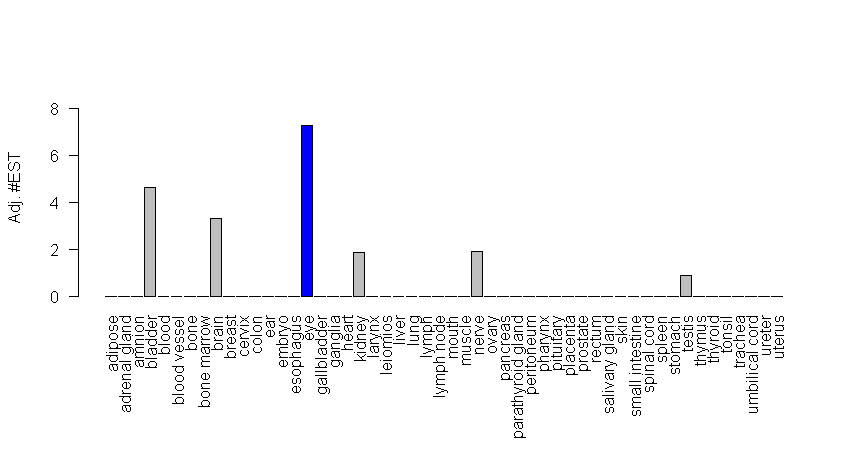 Adj. #EST
8
6
4
2
0
adipose
adrenal gland
amnion
bladder
blood
blood vessel
bone
bone marrow
brain
breast
cervix
colon
ear
embryo
esophagus
eye
gallbladder
ganglia
heart
kidney
larynx
leiomios
liver
lung
lymph
lymph node
mouth
muscle
nerve
ovary
pancreas
parathyroid gland
peritoneum
pharynx
pituitary
placenta
prostate
rectum
salivary gland
skin
small intestine
spinal cord
spleen
stomach
testis
thymus
thyroid
tonsil
trachea
umbilical cord
ureter
uterus